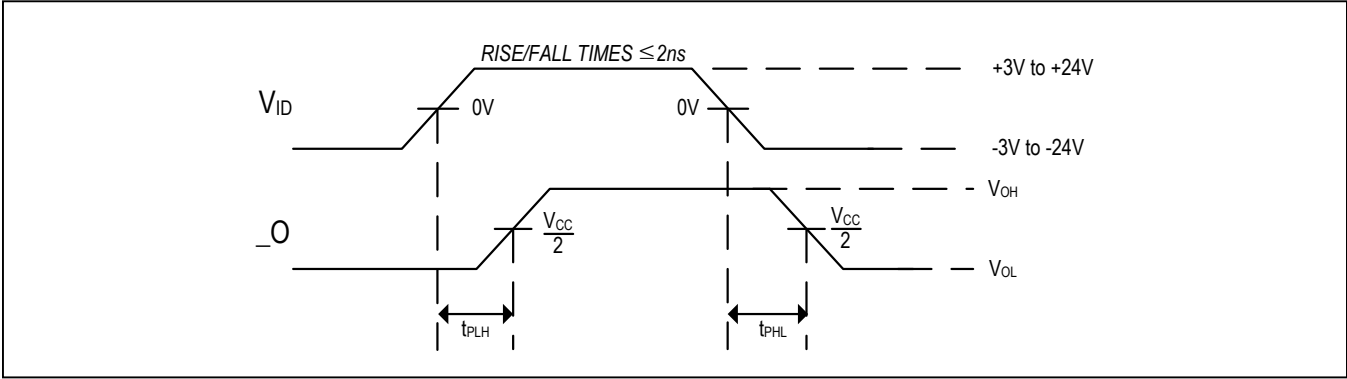 RISE/FALL TIMES ≤2ns
+3V to +24V
VID
0V
0V
-3V to -24V
VOH
_O
VCC
2
VCC
2
VOL
tPLH
tPHL